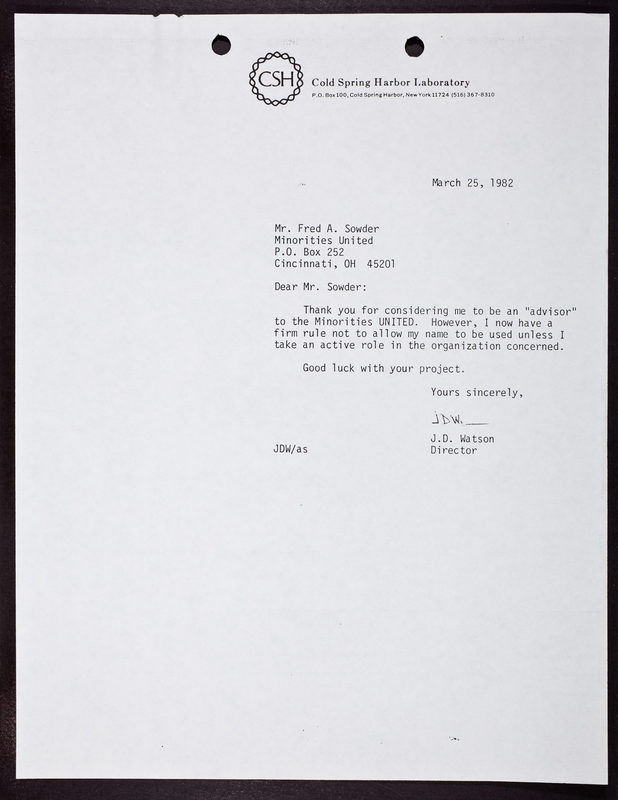 CSH
Cold Spring Harbor Laboratory
P.O. Box 100, Cold Spring Harbor, New York 11724 (516) 367-8310
March 25, 1982
Mr. Fred A. Sowder
Minorities United
P.O. Box 252
Cincinnati, OH 45201
Dear Mr. Sowder:
Thank you for considering me to be an "advisor"
to the Minorities UNITED. However, I now have a
firm rule not to allow my name to be used unless I
take an active role in the organization concerned.
Good luck with your project.
Yours sincerely,
JDW.
J.D. Watson
JDW/as
Director